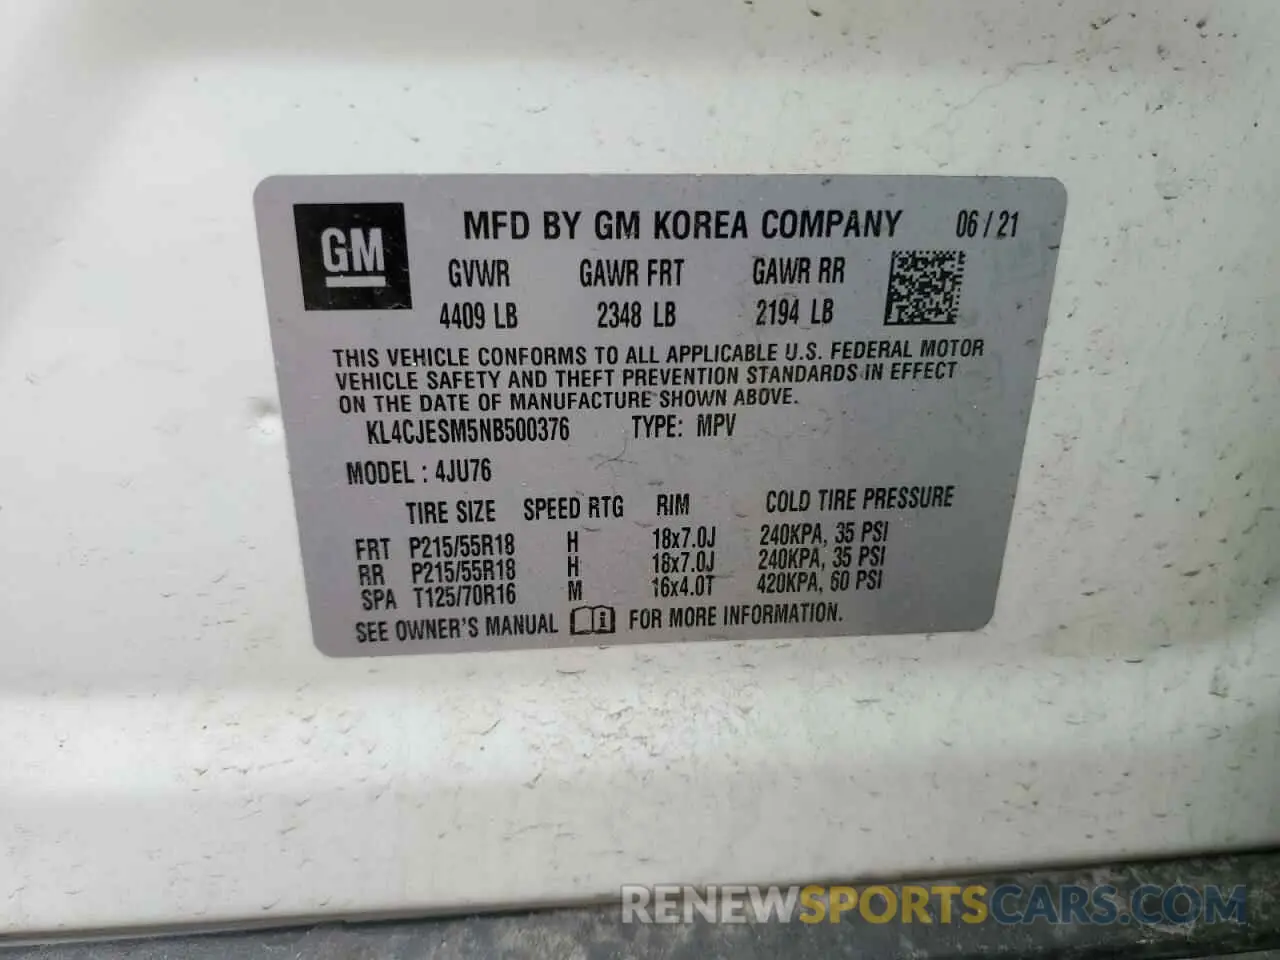 GM
MFD BY GM KOREA COMPANY 06/21
GVWR GAWR FRT GAWR RR
4409 LB 2348 LB 2194 LB
THIS VEHICLE CONFORMS TO ALL APPLICABLE U.S. FEDERAL MOTOR
VEHICLE SAFETY AND THEFT PREVENTION STANDARDS IN EFFECT
ON THE DATE OF MANUFACTURE SHOWN ABOVE.
KL4CJESM5NB500376 TYPE: MPV
MODEL : 4JU76
TIRE SIZE SPEED RTG RIM COLD TIRE PRESSURE
FRT P215/55R18 H 18x7.0J 240KPA, 35 PSI
RR P215/55R18 H 18x7.0J 240KPA, 35 PSI
SPA T125/70R16 M 16x4.0T 420KPA, 60 PSI
SEE OWNER'S MANUAL i FOR MORE INFORMATION.
RENEWSPORTSCARS.COM